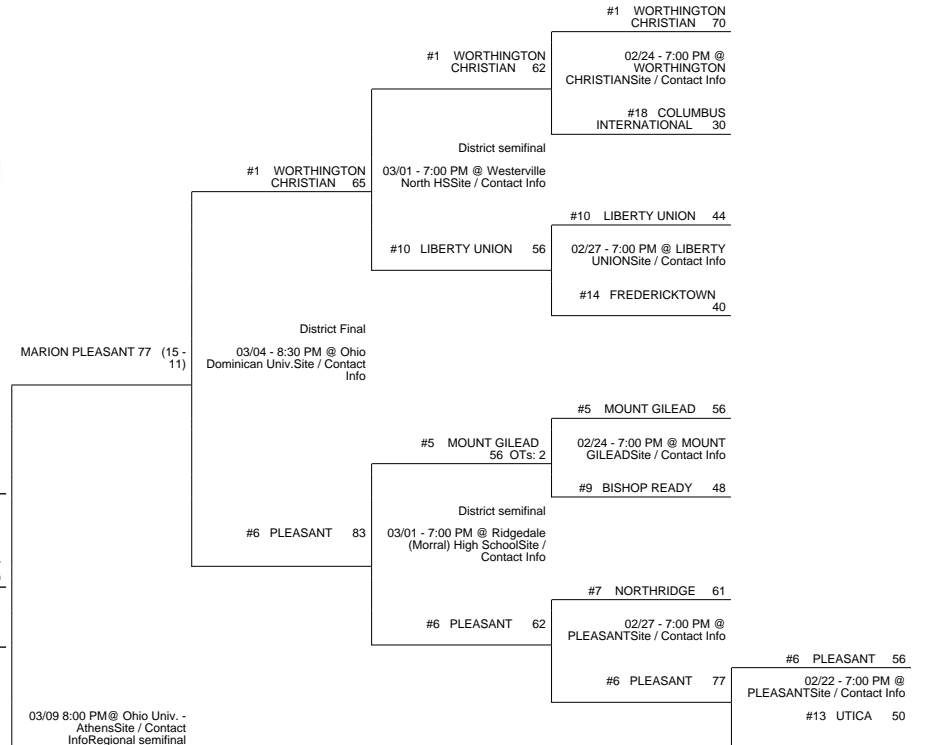 #1 WORTHINGTON
CHRISTIAN 70
#1 WORTHINGTON
CHRISTIAN 62
02/24 - 7:00 PM @
WORTHINGTON
CHRISTIANSite / Contact Info
#18 COLUMBUS
INTERNATIONAL 30
District semifinal
#1 WORTHINGTON
CHRISTIAN 65
03/01 - 7:00 PM @ Westerville
North HSSite / Contact Info
#10 LIBERTY UNION 44
#10 LIBERTY UNION 56
02/27 - 7:00 PM @ LIBERTY
UNIONSite / Contact Info
#14 FREDERICKTOWN
40
District Final
MARION PLEASANT 77 (15 -
11)
03/04 - 8:30 PM @ Ohio
Dominican Univ.Site / Contact
Info
#5 MOUNT GILEAD 56
#5 MOUNT GILEAD
56 OTs: 2
02/24 - 7:00 PM @ MOUNT
GILEADSite / Contact Info
#9 BISHOP READY 48
District semifinal
#6 PLEASANT 83
03/01 - 7:00 PM @ Ridgedale
(Morral) High SchoolSite /
Contact Info
#7 NORTHRIDGE 61
#6 PLEASANT 62
02/27 - 7:00 PM @
PLEASANTSite / Contact Info
#6 PLEASANT 56
#6 PLEASANT 77
02/22 - 7:00 PM @
PLEASANTSite / Contact Info
#13 UTICA 50
03/09 8:00 PM@ Ohio Univ. -
AthensSite / Contact
InfoRegional semifinal